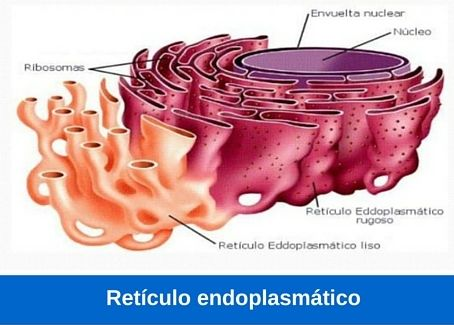 Envuelta nuclear
Núcleo
Ribosomas
Retículo Eddoplasmático
rugoso
Retículo Eddoplasmático liso
Retículo endoplasmático